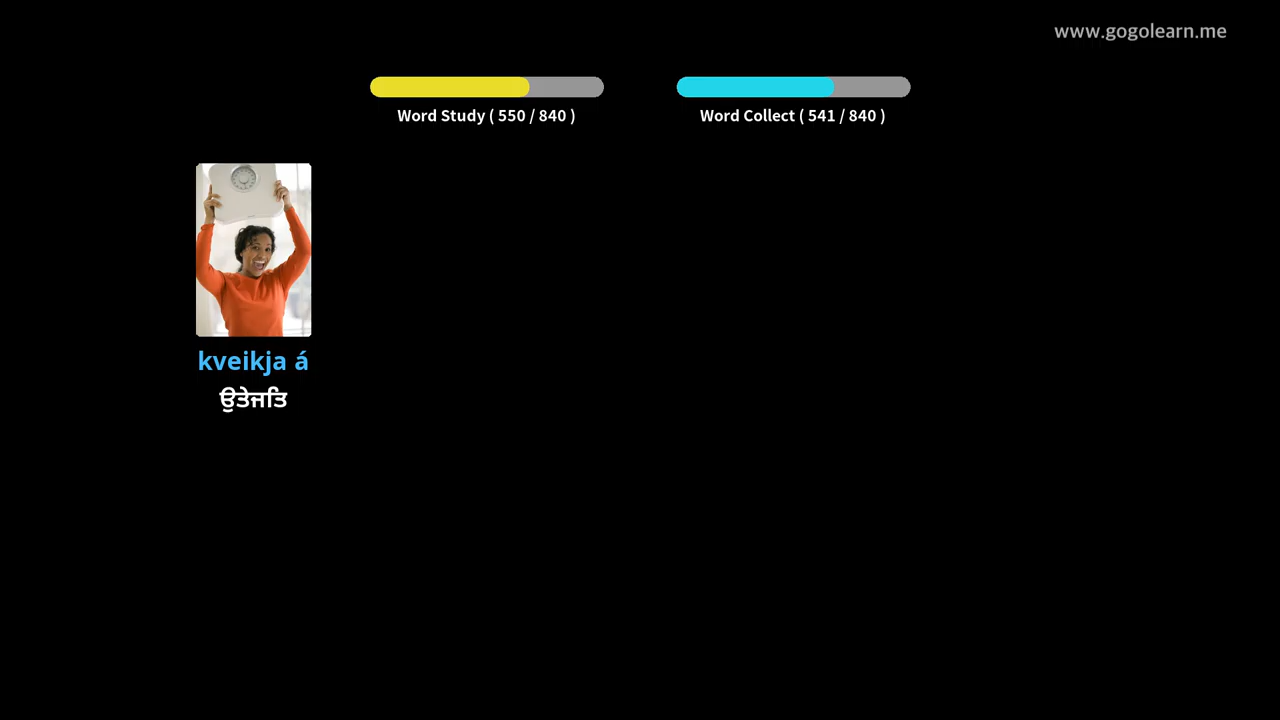 www.gogolearn.me
Word Study ( 550 / 840 )
Word Collect ( 541 / 840 )
kveikja á
ਉਤੇਜਤਿ